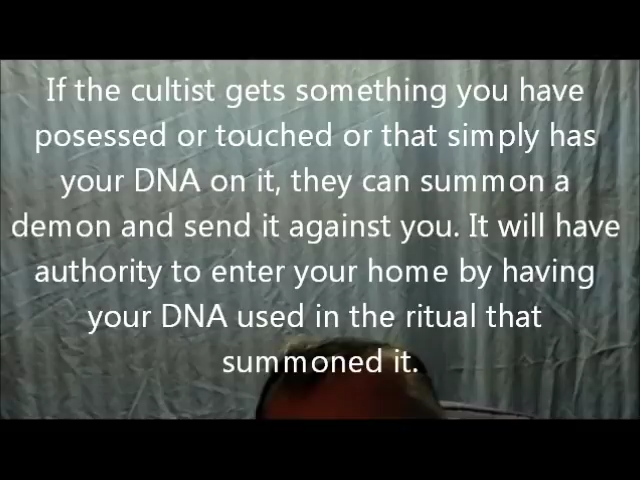 If the cultist gets something you have
posessed or touched or that simply has
your DNA on it, they can summon a
demon and send it against you. It will have
authority to enter your home by having
your DNA used in the ritual that
summoned it.